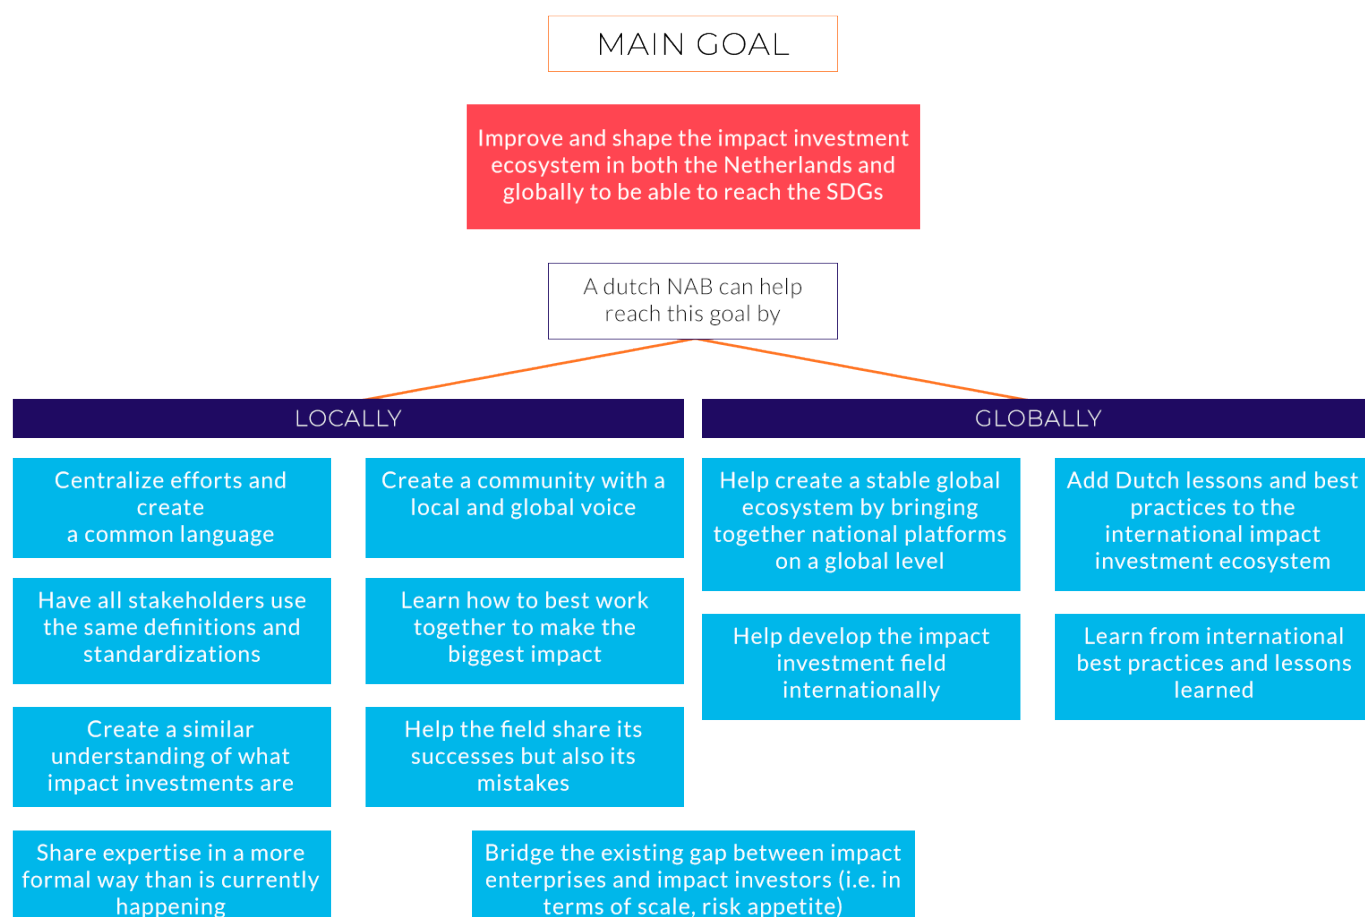 MAIN GOAL
Improve and shape the impact investment
ecosystem in both the Netherlands and
globally to be able to reach the SDGs
A dutch NAB can help
reach this goal by
LOCALLY
Centralize efforts and
create
a common language
Create a community with a
local and global voice
Have all stakeholders use
the same definitions and
standardizations
Learn how to best work
together to make the
biggest impact
Create a similar
understanding of what
impact investments are
Help the field share its
successes but also its
mistakes
Share expertise in a more
formal way than is currently
happening
GLOBALLY
Help create a stable global
ecosystem by bringing
together national platforms
on a global level
Add Dutch lessons and best
practices to the
international impact
investment ecosystem
Help develop the impact
investment field
internationally
Learn from international
best practices and lessons
learned
Bridge the existing gap between impact
enterprises and impact investors (i.e. in
terms of scale, risk appetite)